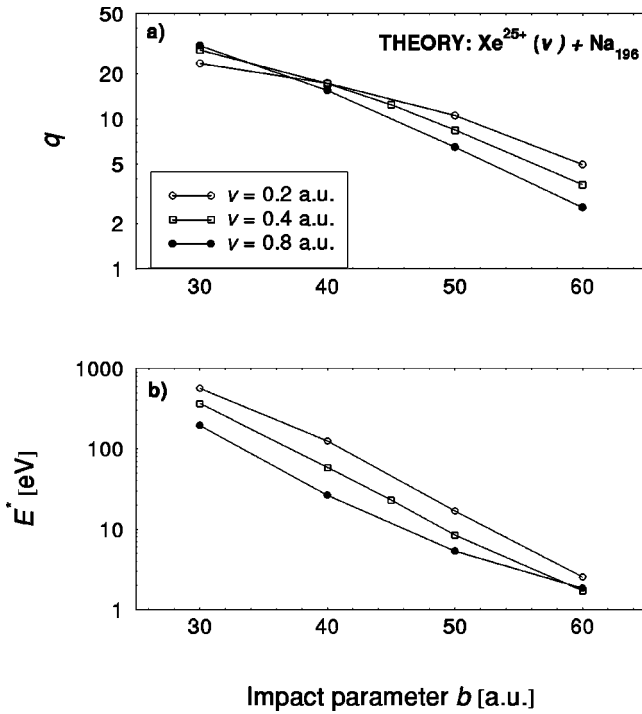 a) THEORY: Xe25+ (v) + Na196
50
20
10
5
2
1
q
v = 0.2 a.u.
v = 0.4 a.u.
v = 0.8 a.u.
30 40 50 60
b)
1000
100
10
1
E* [eV]
30 40 50 60
Impact parameter b [a.u.]